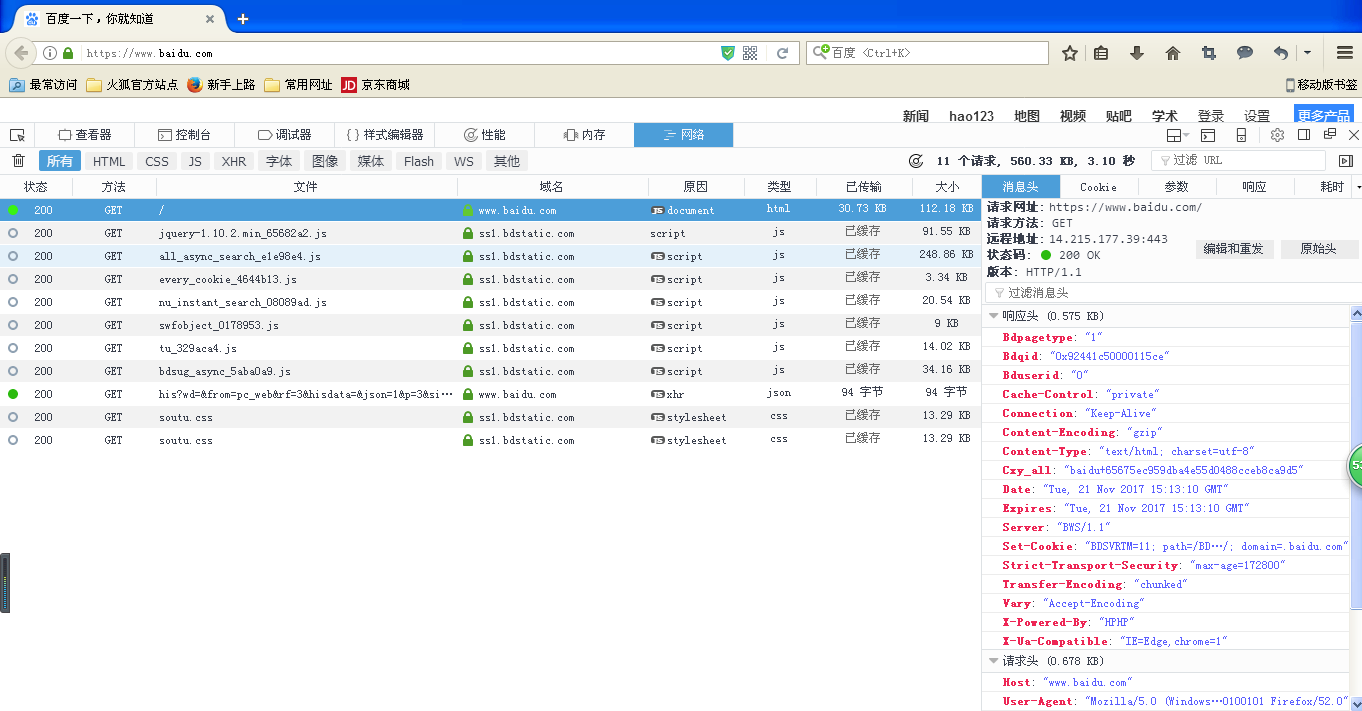 百度一下，你就知道
https://www.baidu.com
百度 <Ctrl+K>
最常访问 火狐官方站点 新手上路 常用网址 JD 京东商城 移动版书签
新闻 hao123 地图 视频 贴吧 学术 登录 设置 更多产品
查看器 控制台 调试器 { } 样式编辑器 性能 内存 网络
所有 HTML CSS JS XHR 字体 图像 媒体 Flash WS 其他 11 个请求, 560.33 KB, 3.10 秒 过滤 URL
状态 方法 文件 域名 原因 类型 已传输 大小
200 GET / www.baidu.com JS document html 30.73 KB 112.18 KB
200 GET jquery-1.10.2.min_65682a2.js ss1.bdstatic.com script js 已缓存 91.55 KB
200 GET all_async_search_e1e98e4.js ss1.bdstatic.com JS script js 已缓存 248.86 KB
200 GET every_cookie_4644b13.js ss1.bdstatic.com JS script js 已缓存 3.34 KB
200 GET nu_instant_search_08089ad.js ss1.bdstatic.com JS script js 已缓存 20.54 KB
200 GET swfobject_0178953.js ss1.bdstatic.com JS script js 已缓存 9 KB
200 GET tu_329aca4.js ss1.bdstatic.com JS script js 已缓存 14.02 KB
200 GET bdsug_async_5aba0a9.js ss1.bdstatic.com JS script js 已缓存 34.16 KB
200 GET his?wd=&from=pc_web&rf=3&hisdata=&json=1&p=3&si… www.baidu.com JS xhr json 94 字节 94 字节
200 GET soutu.css ss1.bdstatic.com JS stylesheet css 已缓存 13.29 KB
200 GET soutu.css ss1.bdstatic.com JS stylesheet css 已缓存 13.29 KB
消息头 Cookie 参数 响应 耗时
请求网址: https://www.baidu.com/
请求方法: GET
远程地址: 14.215.177.39:443
状态码: 200 OK
编辑和重发 原始头
版本: HTTP/1.1
过滤消息头
响应头 (0.575 KB)
Bdpagetype: "1"
Bdqid: "0x92441c50000115ce"
Bduserid: "0"
Cache-Control: "private"
Connection: "Keep-Alive"
Content-Encoding: "gzip"
Content-Type: "text/html; charset=utf-8"
Cxy_all: "baidu+65675ec959dba4e55d0488cceb8ca9d5"
Date: "Tue, 21 Nov 2017 15:13:10 GMT"
Expires: "Tue, 21 Nov 2017 15:13:10 GMT"
Server: "BWS/1.1"
Set-Cookie: "BDSVRTM=11; path=/BD…/; domain=.baidu.com"
Strict-Transport-Security: "max-age=172800"
Transfer-Encoding: "chunked"
Vary: "Accept-Encoding"
X-Powered-By: "HPHP"
X-Ua-Compatible: "IE=Edge,chrome=1"
请求头 (0.678 KB)
Host: "www.baidu.com"
User-Agent: "Mozilla/5.0 (Windows…0100101 Firefox/52.0"